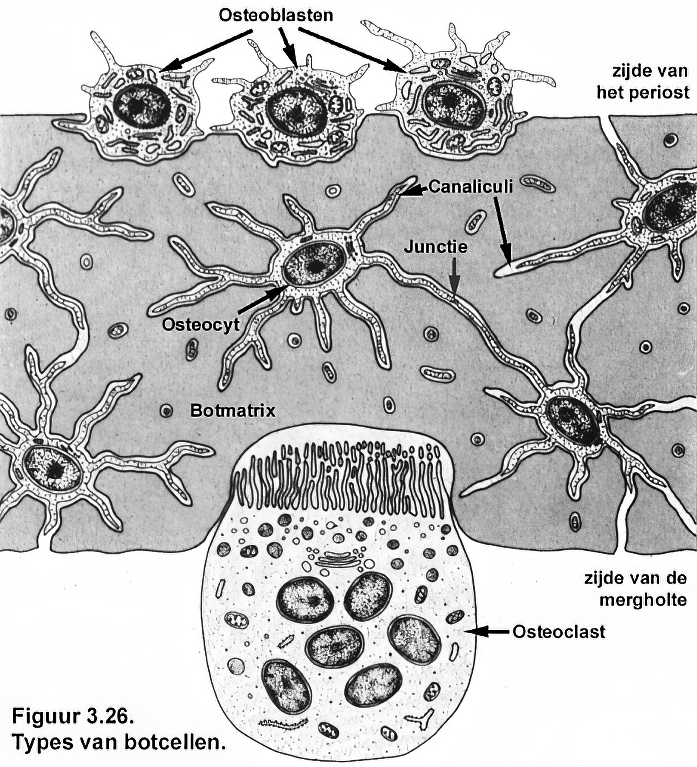 Osteoblasten
zijde van
het periost
Canaliculi
Junctie
Osteocyt
Botmatrix
zijde van de
mergholte
Osteoclast
Figuur 3.26.
Types van botcellen.